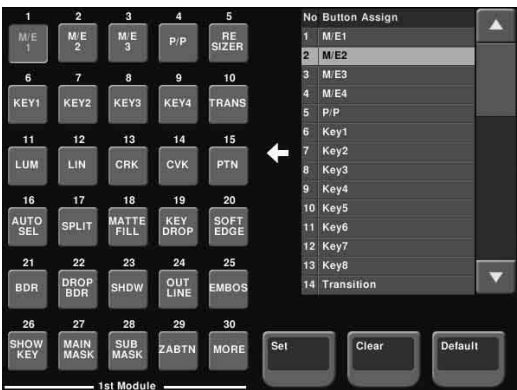 1 2 3 4 5
M/E 1 M/E 2 M/E 3 P/P RE SIZER
6 7 8 9 10
KEY1 KEY2 KEY3 KEY4 TRANS
11 12 13 14 15
LUM LIN CRK CVK PTN
16 17 18 19 20
AUTO SEL SPLIT MATTE FILL KEY DROP SOFT EDGE
21 22 23 24 25
BDR DROP BDR SHDW OUT LINE EMBOS
26 27 28 29 30
SHOW KEY MAIN MASK SUB MASK ZABTN MORE
1st Module
No Button Assign
1 M/E1
2 M/E2
3 M/E3
4 M/E4
5 P/P
6 Key1
7 Key2
8 Key3
9 Key4
10 Key5
11 Key6
12 Key7
13 Key8
14 Transition
Set Clear Default